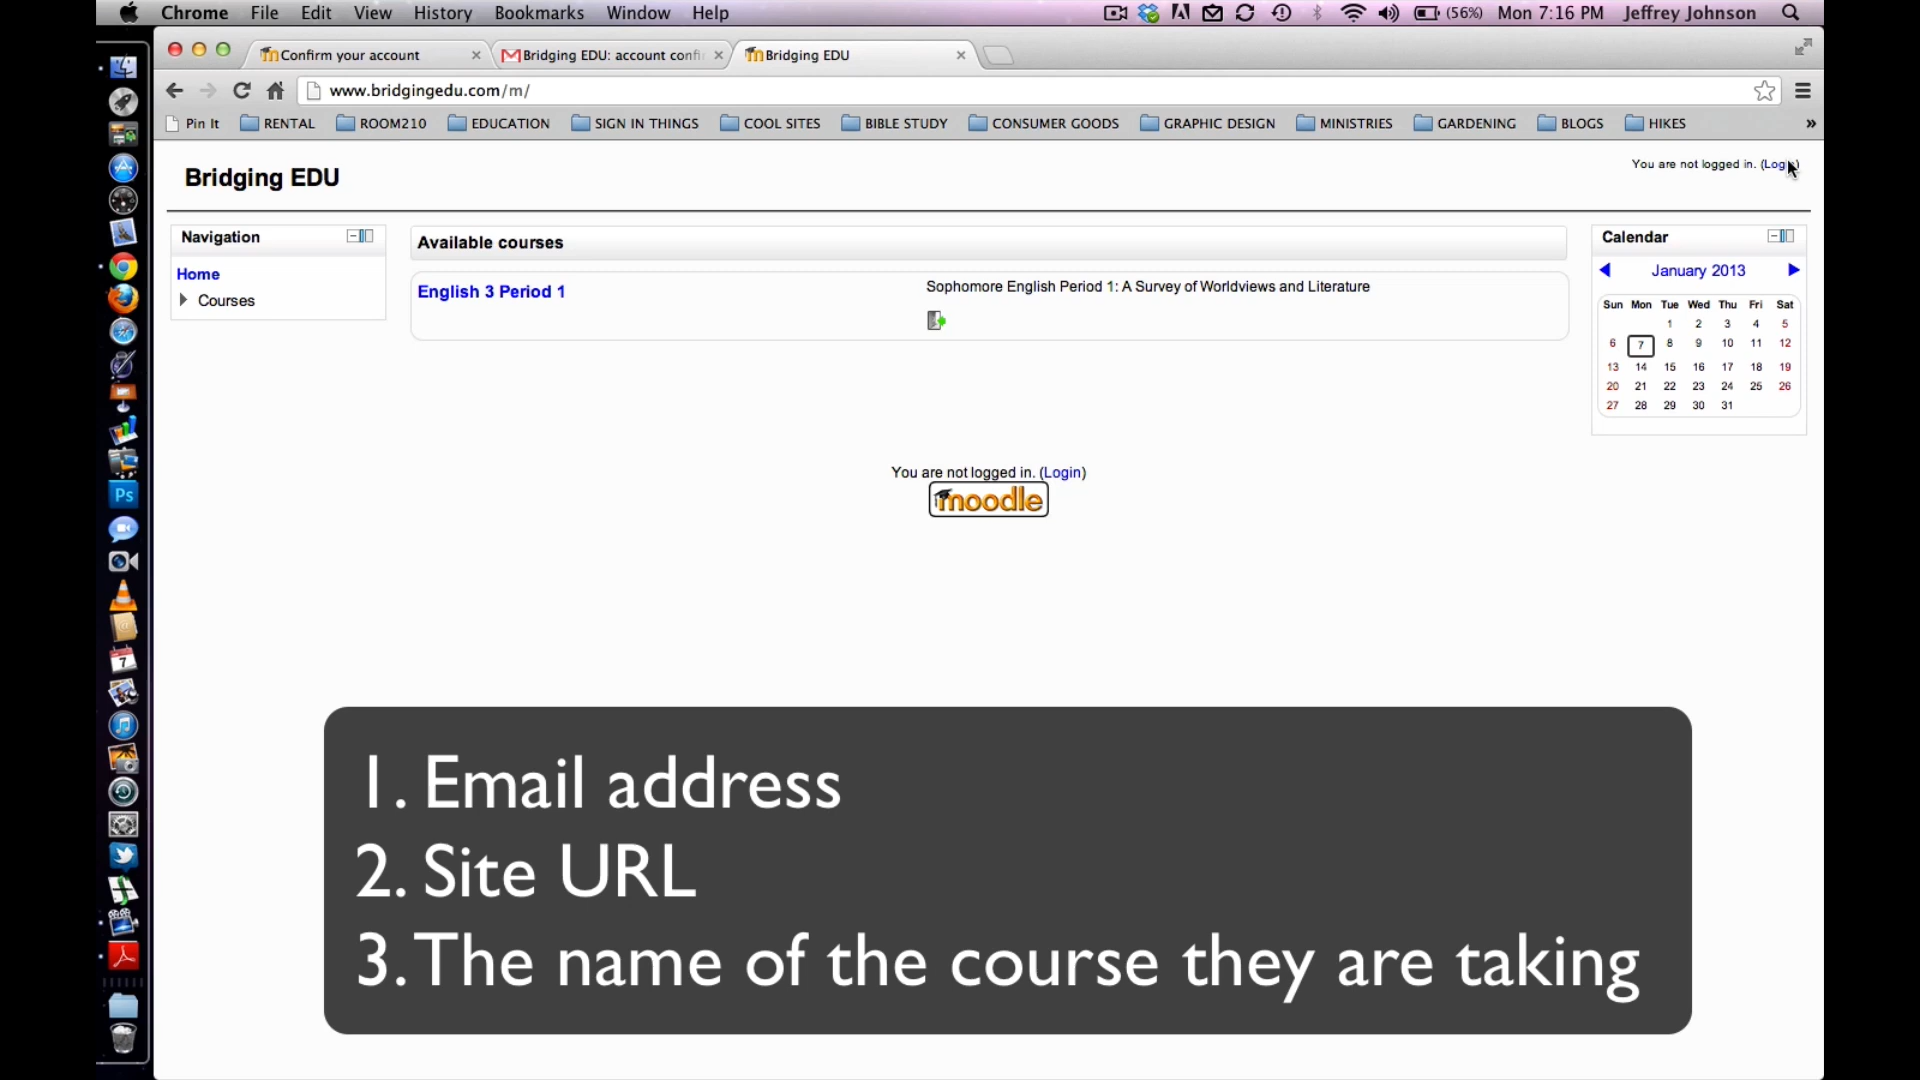 Chrome File Edit View History Bookmarks Window Help (56%) Mon 7:16 PM Jeffrey Johnson
Confirm your account
Bridging EDU: account confi
Bridging EDU
www.bridgingedu.com/m/
Pin It RENTAL ROOM210 EDUCATION SIGN IN THINGS COOL SITES BIBLE STUDY CONSUMER GOODS GRAPHIC DESIGN MINISTRIES GARDENING BLOGS HIKES »
You are not logged in. (Login)
Bridging EDU
Navigation
Home
Courses
Available courses
English 3 Period 1
Sophomore English Period 1: A Survey of Worldviews and Literature
Calendar
January 2013
Sun Mon Tue Wed Thu Fri Sat
1 2 3 4 5
6 7 8 9 10 11 12
13 14 15 16 17 18 19
20 21 22 23 24 25 26
27 28 29 30 31
You are not logged in. (Login)
moodle
Ps
7
1. Email address
2. Site URL
3. The name of the course they are taking